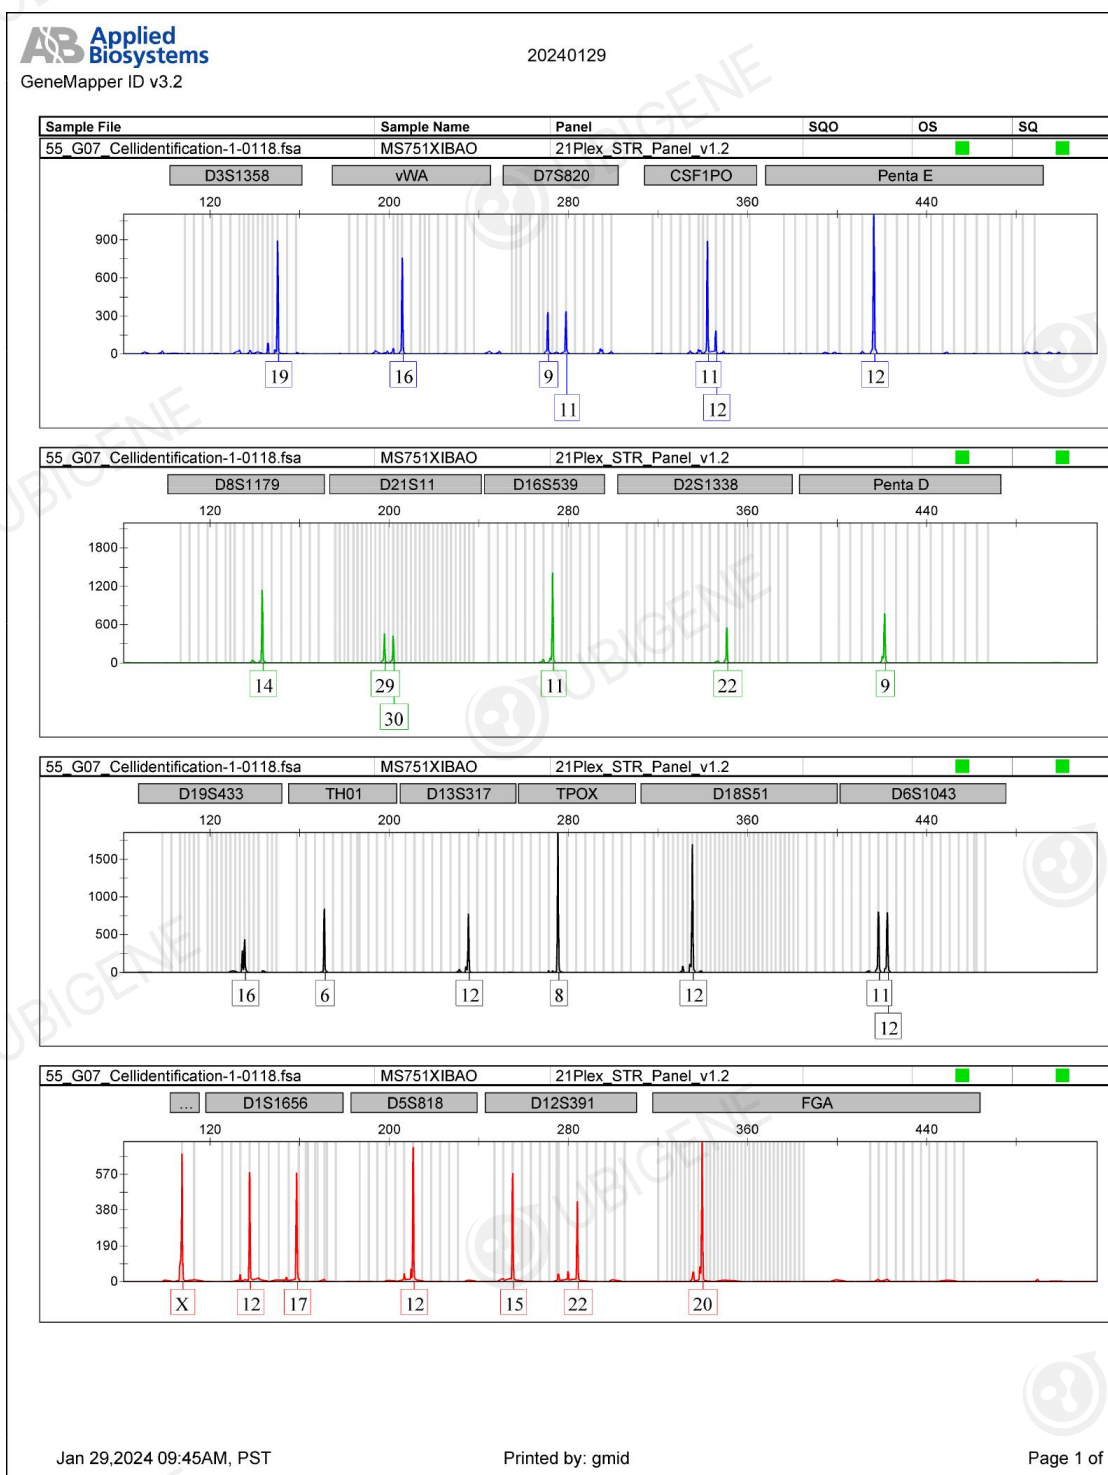 AB Applied Biosystems
GeneMapper ID v3.2
20240129
Sample File Sample Name Panel SQO OS SQ
55_G07_Cellidentification-1-0118.fsa MS751XIBAO 21Plex_STR_Panel_v1.2
D3S1358 vWA D7S820 CSF1PO Penta E
120 200 280 360 440
900
600
300
0
19 16 9 11 12
11 12
55_G07_Cellidentification-1-0118.fsa MS751XIBAO 21Plex_STR_Panel_v1.2
D8S1179 D21S11 D16S539 D2S1338 Penta D
120 200 280 360 440
1800
1200
600
0
14 29 11 22 9
30
55_G07_Cellidentification-1-0118.fsa MS751XIBAO 21Plex_STR_Panel_v1.2
D19S433 TH01 D13S317 TPOX D18S51 D6S1043
120 200 280 360 440
1500
1000
500
0
16 6 12 8 12 11
12
55_G07_Cellidentification-1-0118.fsa MS751XIBAO 21Plex_STR_Panel_v1.2
... D1S1656 D5S818 D12S391 FGA
120 200 280 360 440
570
380
190
0
X 12 17 12 15 22 20
Jan 29,2024 09:45AM, PST Printed by: gmid Page 1 of
UBIGENE
UBIGENE
UBIGENE
UBIGENE
UBIGENE